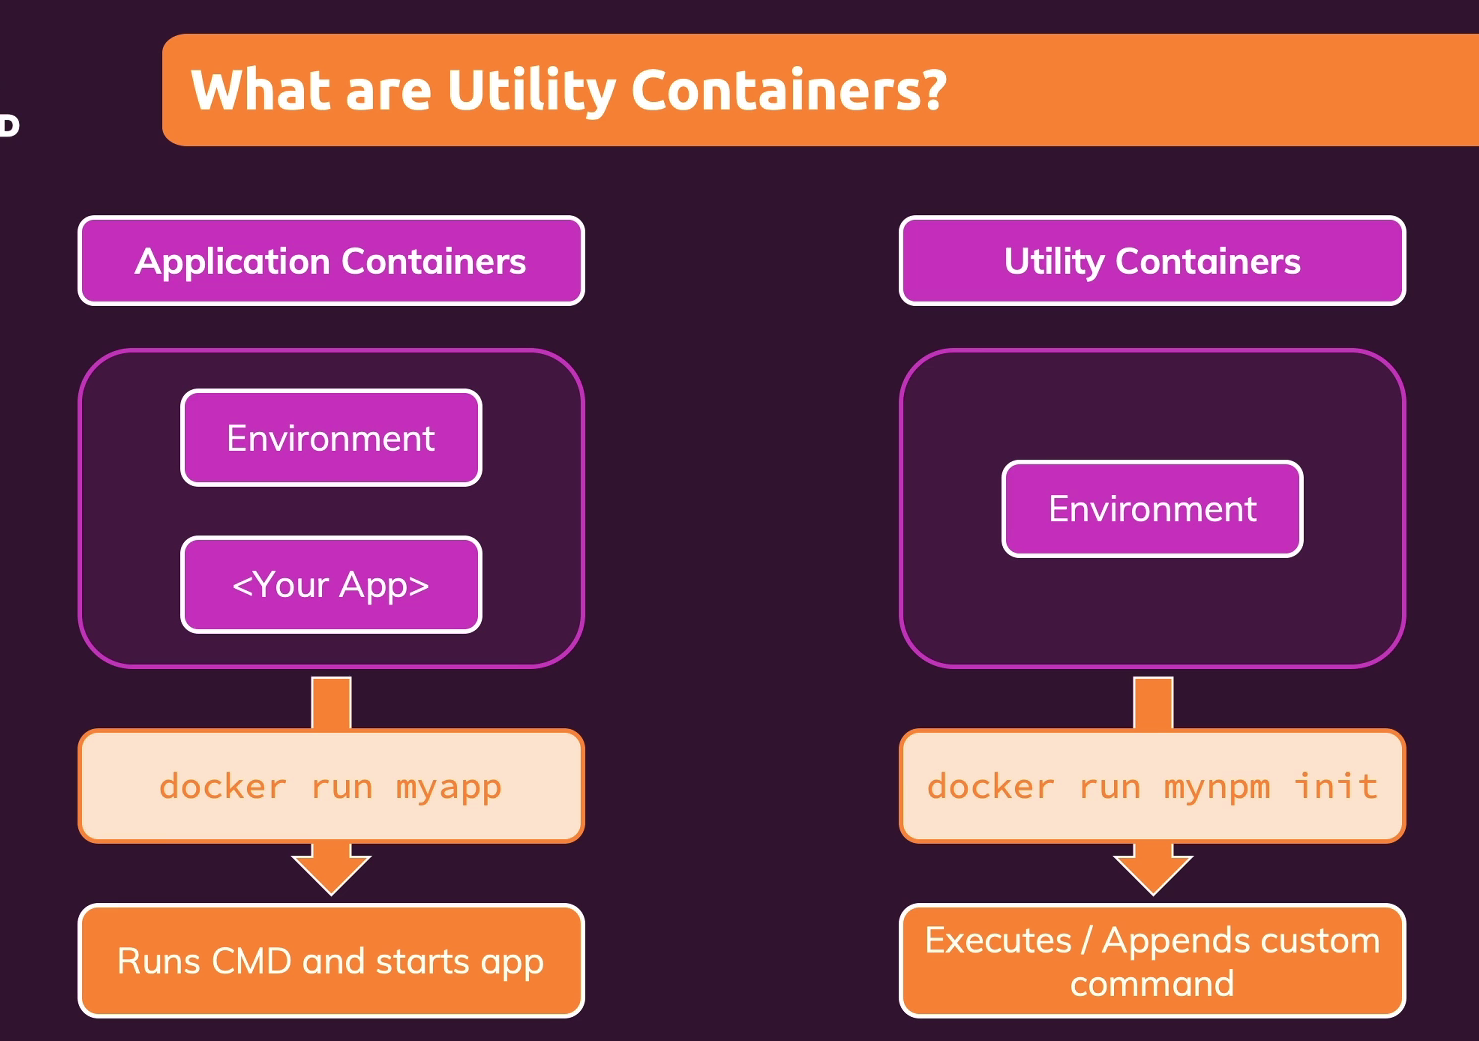 What are Utility Containers?
D
Application Containers
Environment
<Your App>
docker run myapp
Runs CMD and starts app
Utility Containers
Environment
docker run mynpm init
Executes / Appends custom
command